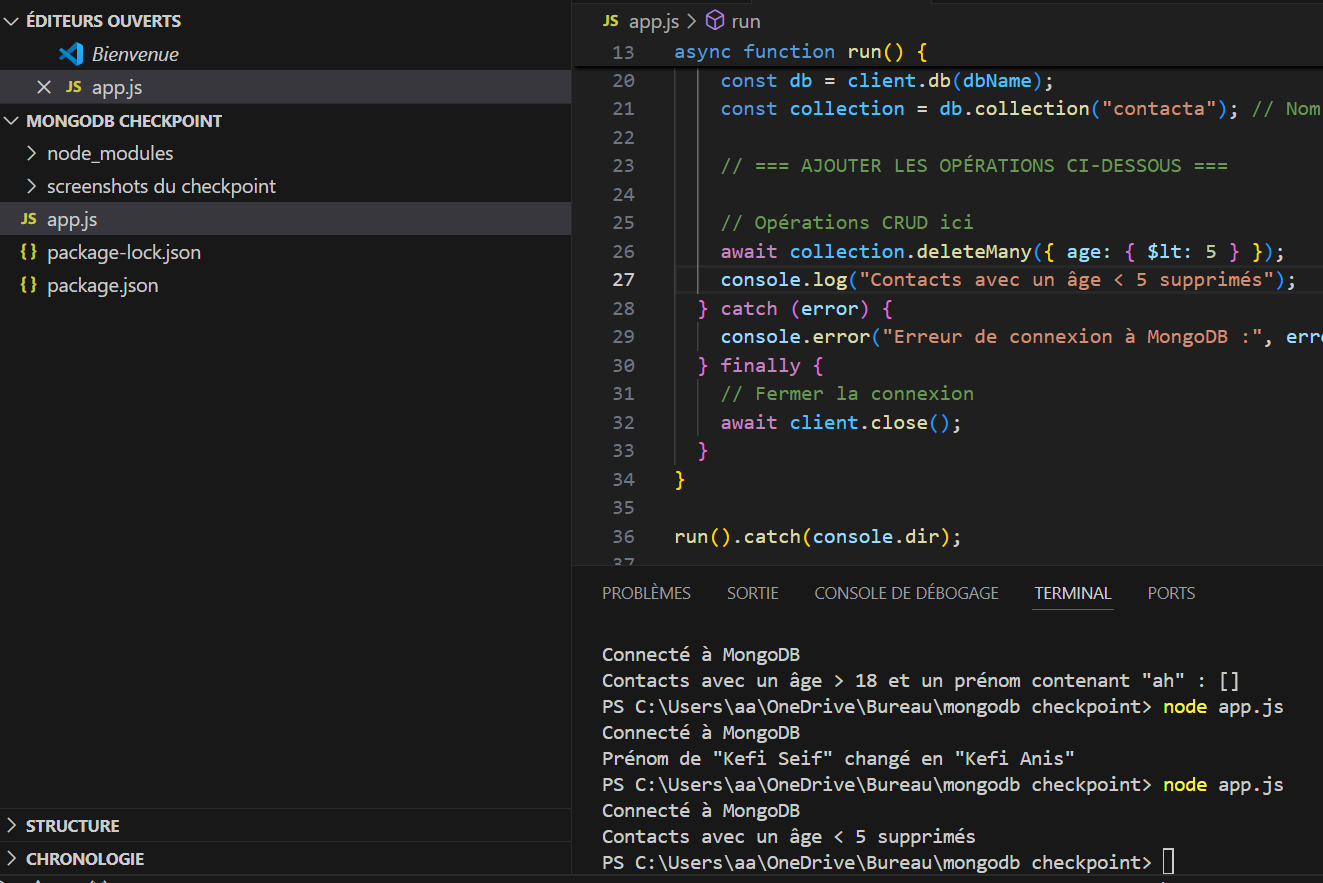 ÉDITEURS OUVERTS
Bienvenue
JS app.js
MONGODB CHECKPOINT
node_modules
screenshots du checkpoint
JS app.js
{} package-lock.json
{} package.json
STRUCTURE
CHRONOLOGIE
JS app.js > run
13 async function run() {
20 const db = client.db(dbName);
21 const collection = db.collection("contacta"); // Nom
22
23 // === AJOUTER LES OPÉRATIONS CI-DESSOUS ===
24
25 // Opérations CRUD ici
26 await collection.deleteMany({ age: { $lt: 5 } });
27 console.log("Contacts avec un âge < 5 supprimés");
28 } catch (error) {
29 console.error("Erreur de connexion à MongoDB :", erro
30 } finally {
31 // Fermer la connexion
32 await client.close();
33 }
34 }
35
36 run().catch(console.dir);
37
PROBLÈMES SORTIE CONSOLE DE DÉBOGAGE TERMINAL PORTS
Connecté à MongoDB
Contacts avec un âge > 18 et un prénom contenant "ah" : []
PS C:\Users\aa\OneDrive\Bureau\mongodb checkpoint> node app.js
Connecté à MongoDB
Prénom de "Kefi Seif" changé en "Kefi Anis"
PS C:\Users\aa\OneDrive\Bureau\mongodb checkpoint> node app.js
Connecté à MongoDB
Contacts avec un âge < 5 supprimés
PS C:\Users\aa\OneDrive\Bureau\mongodb checkpoint>